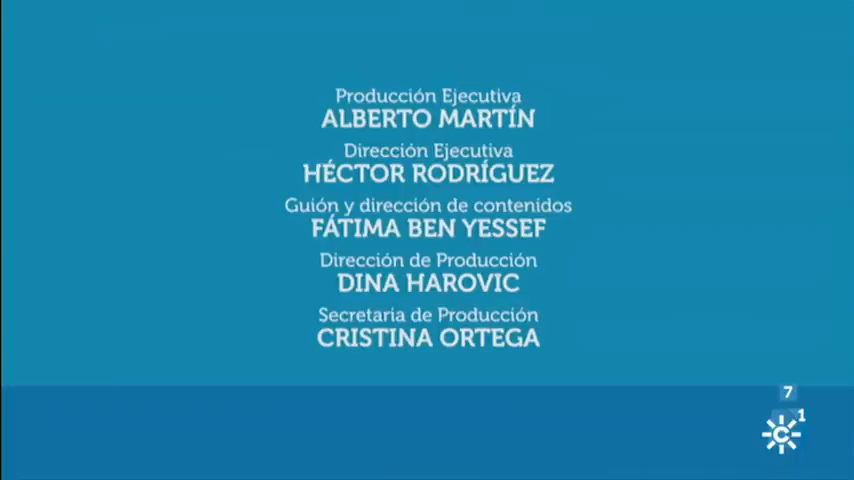 Producción Ejecutiva
ALBERTO MARTÍN
Dirección Ejecutiva
HÉCTOR RODRÍGUEZ
Guión y dirección de contenidos
FÁTIMA BEN YESSEF
Dirección de Producción
DINA HAROVIC
Secretaria de Producción
CRISTINA ORTEGA
7
1
C